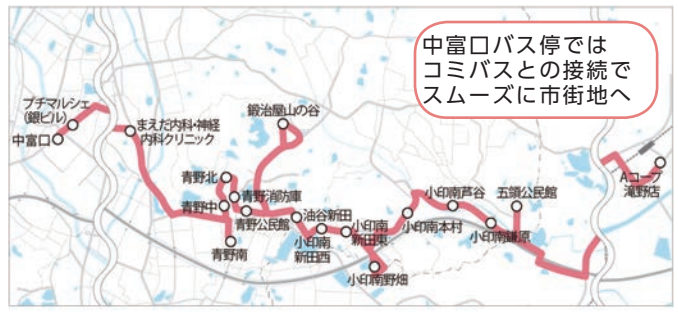 中富口バス停では
コミバスとの接続で
スムーズに市街地へ
プチマルシェ
(銀ビル)
中富口
まえだ内科・神経
内科クリニック
鍛治屋山の谷
青野北
青野消防庫
青野中
青野公民館
青野南
油谷新田
小印南
新田西
小印南
新田東
小印南野畑
小印南本村
小印南芦谷
小印南鎌原
五領公民館
Aコープ
滝野店